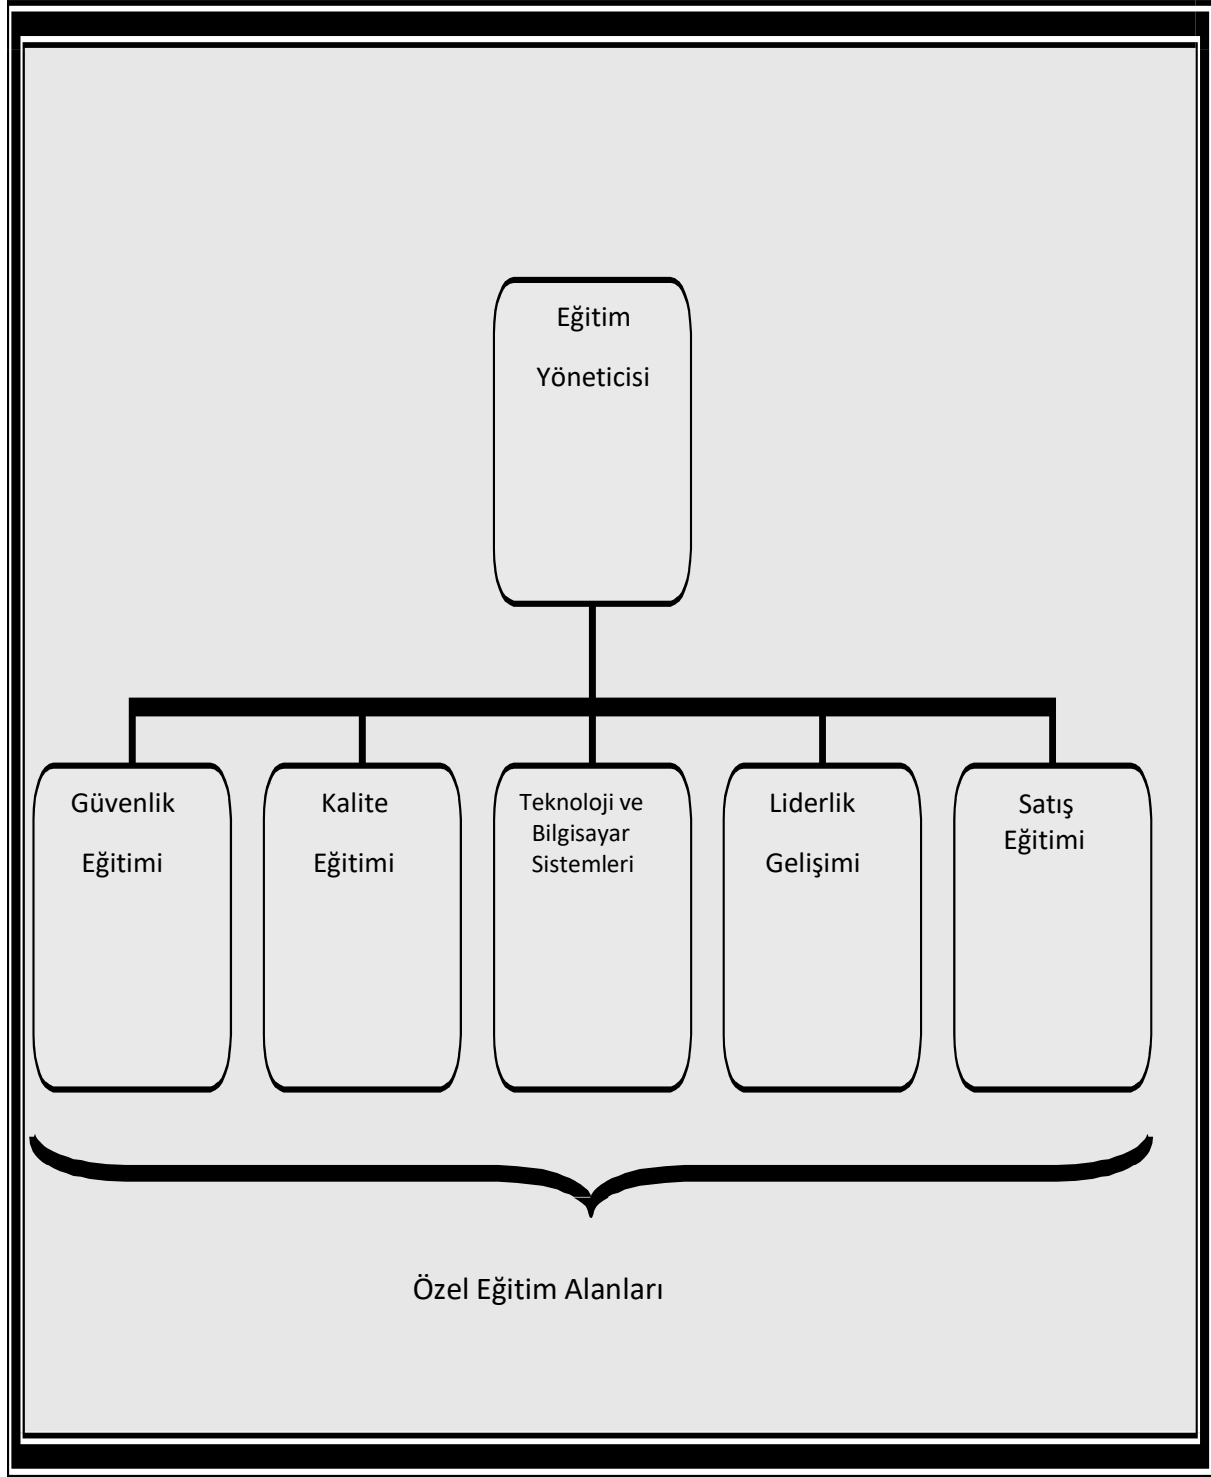 Eğitim
Yöneticisi
Güvenlik
Eğitimi
Kalite
Eğitimi
Teknoloji ve
Bilgisayar
Sistemleri
Liderlik
Gelişimi
Satış
Eğitimi
Özel Eğitim Alanları